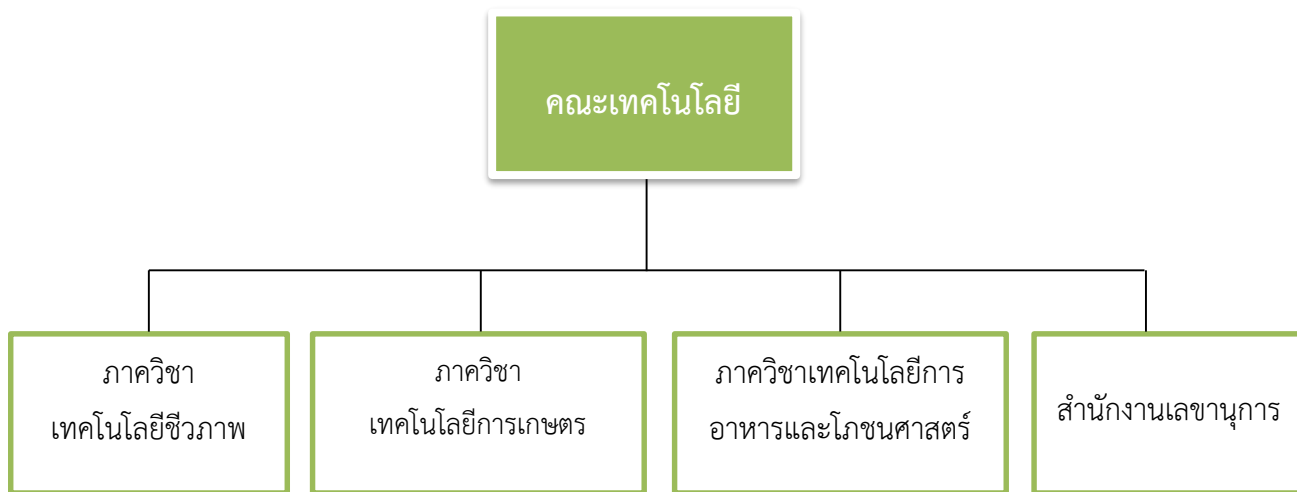 คณะเทคโนโลยี
ภาควิชา
เทคโนโลยีชีวภาพ
ภาควิชา
เทคโนโลยีการเกษตร
ภาควิชาเทคโนโลยีการ
อาหารและโภชนศาสตร์
สำนักงานเลขานุการ